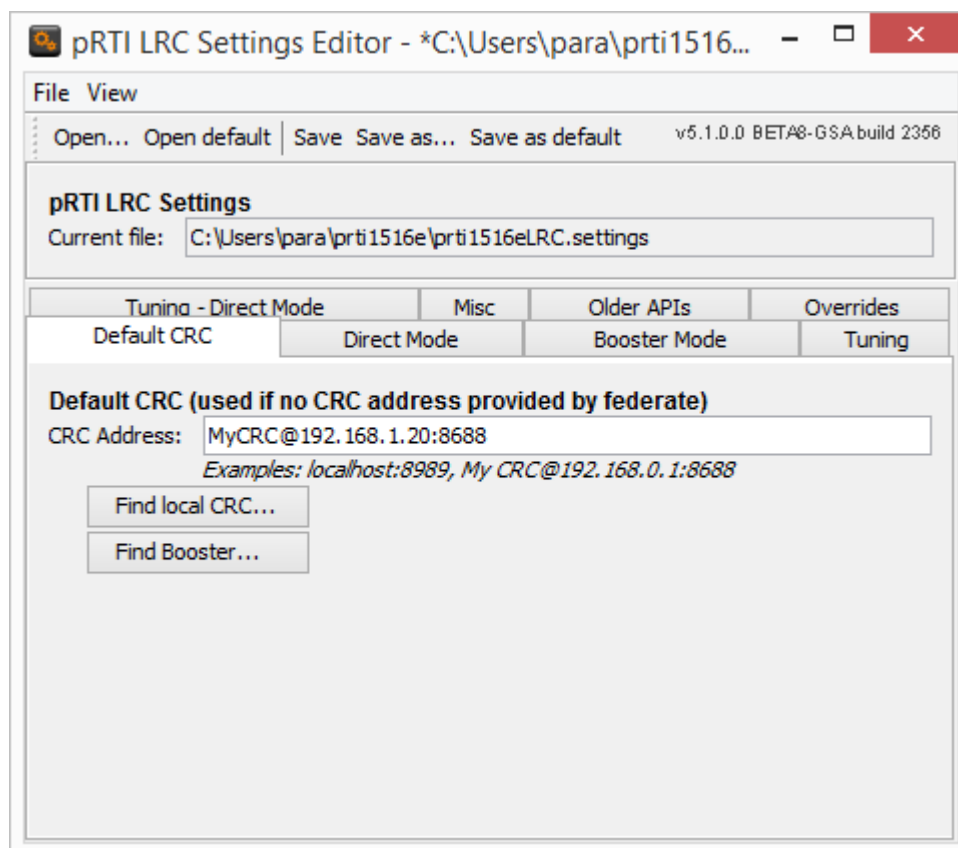 pRTI LRC Settings Editor - *C:\Users\para\prti1516...
File View
Open... Open default Save Save as... Save as default v5.1.0.0 BETA8-GSA build 2356
pRTI LRC Settings
Current file: C:\Users\para\prti1516e\prti1516eLRC.settings
Tuning - Direct Mode Misc Older APIs Overrides
Default CRC Direct Mode Booster Mode Tuning
Default CRC (used if no CRC address provided by federate)
CRC Address: MyCRC@192.168.1.20:8688
Examples: localhost:8989, My CRC@192.168.0.1:8688
Find local CRC...
Find Booster...